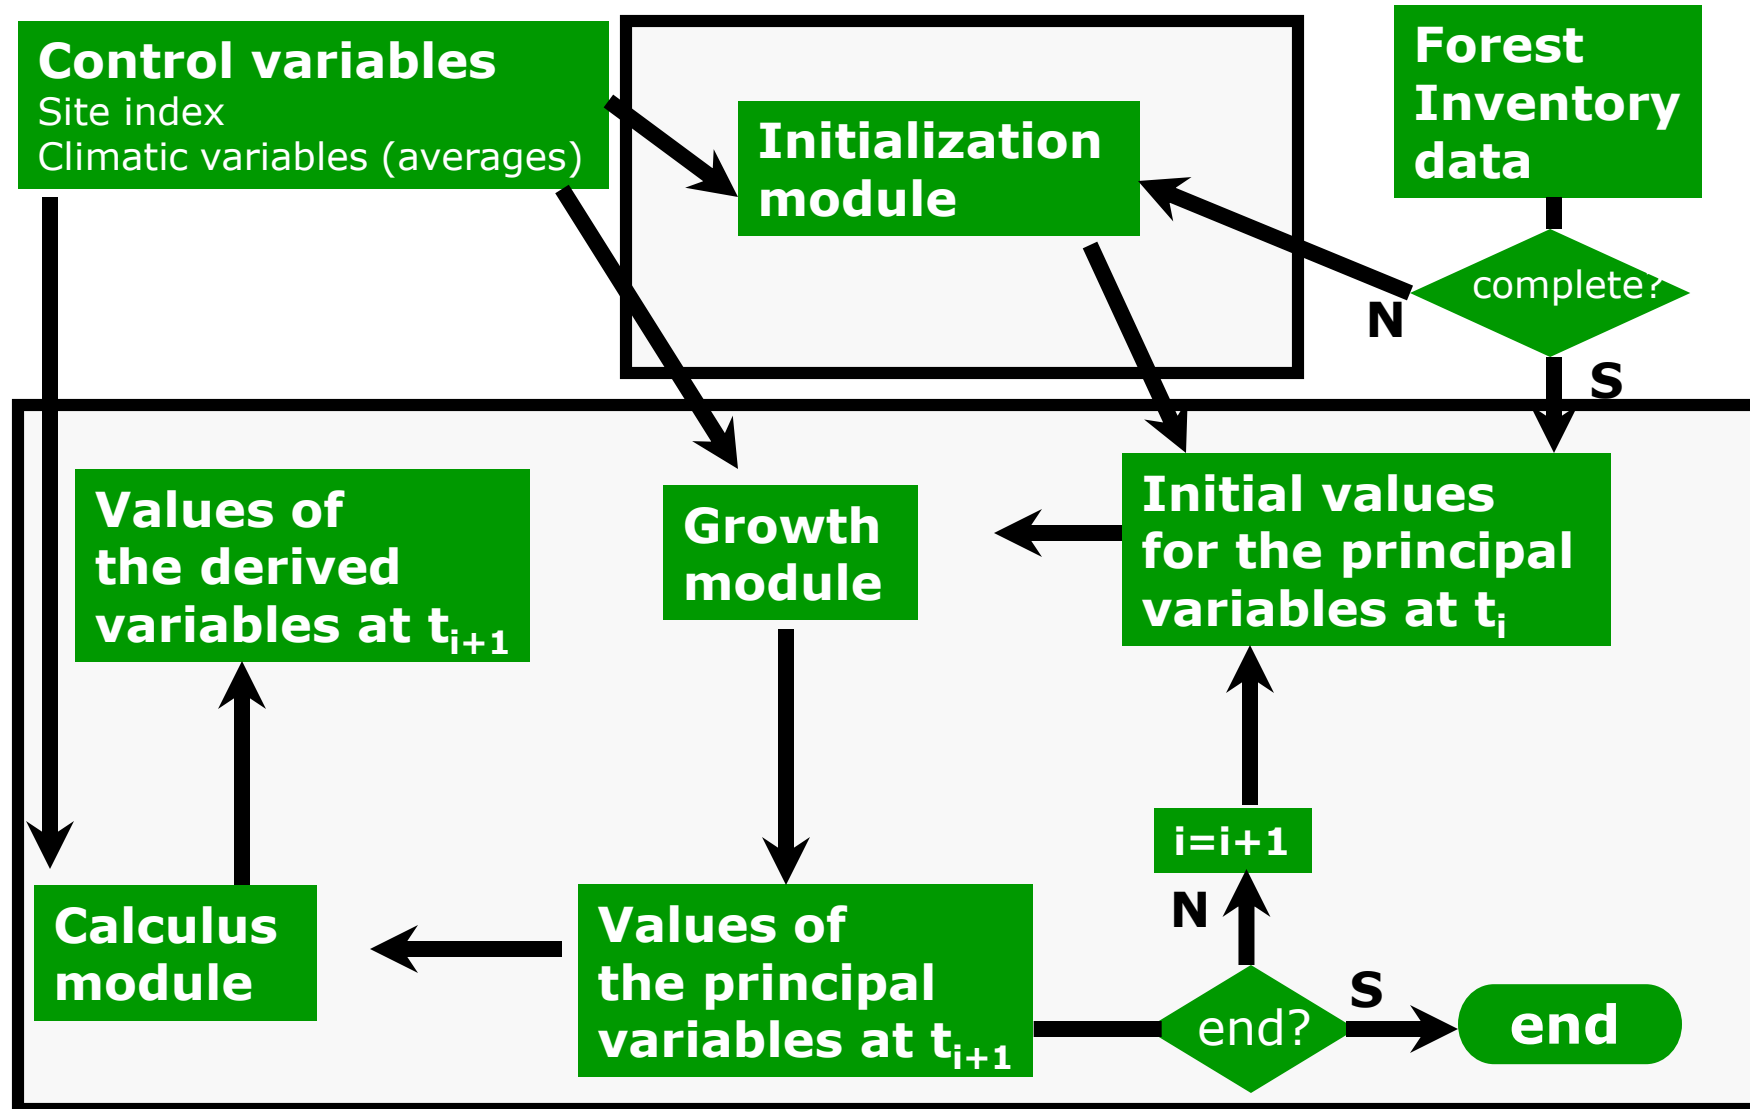 Control variables
Site index
Climatic variables (averages)
Initialization
module
Forest
Inventory
data
complete?
N
S
Values of
the derived
variables at tᵢ₊₁
Growth
module
Initial values
for the principal
variables at tᵢ
i=i+1
N
Calculus
module
Values of
the principal
variables at tᵢ₊₁
end?
S
end